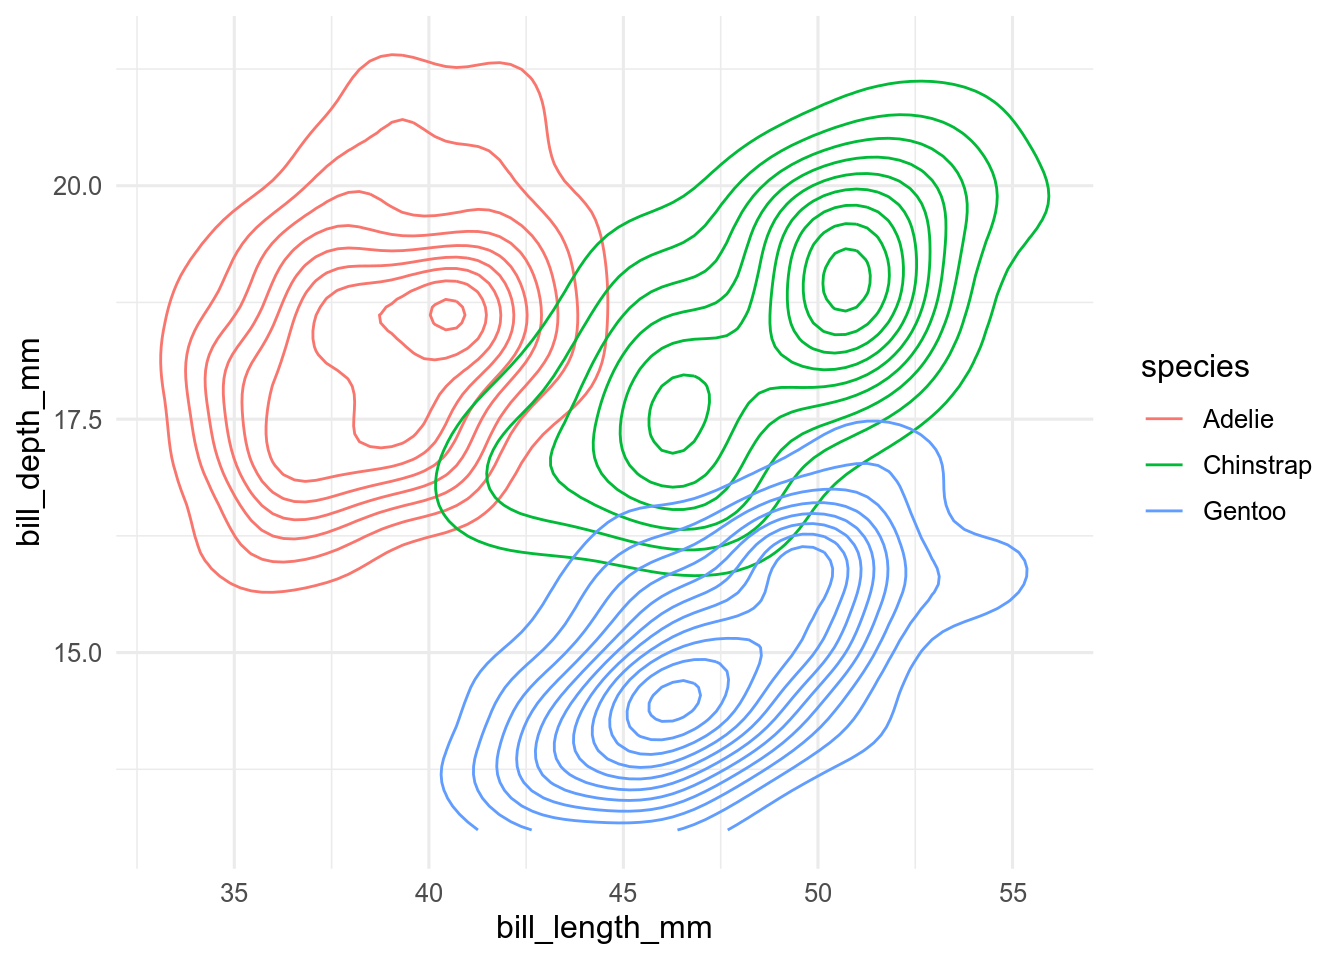 bill_depth_mm
20.0
17.5
15.0
35 40 45 50 55
bill_length_mm
species
Adelie
Chinstrap
Gentoo